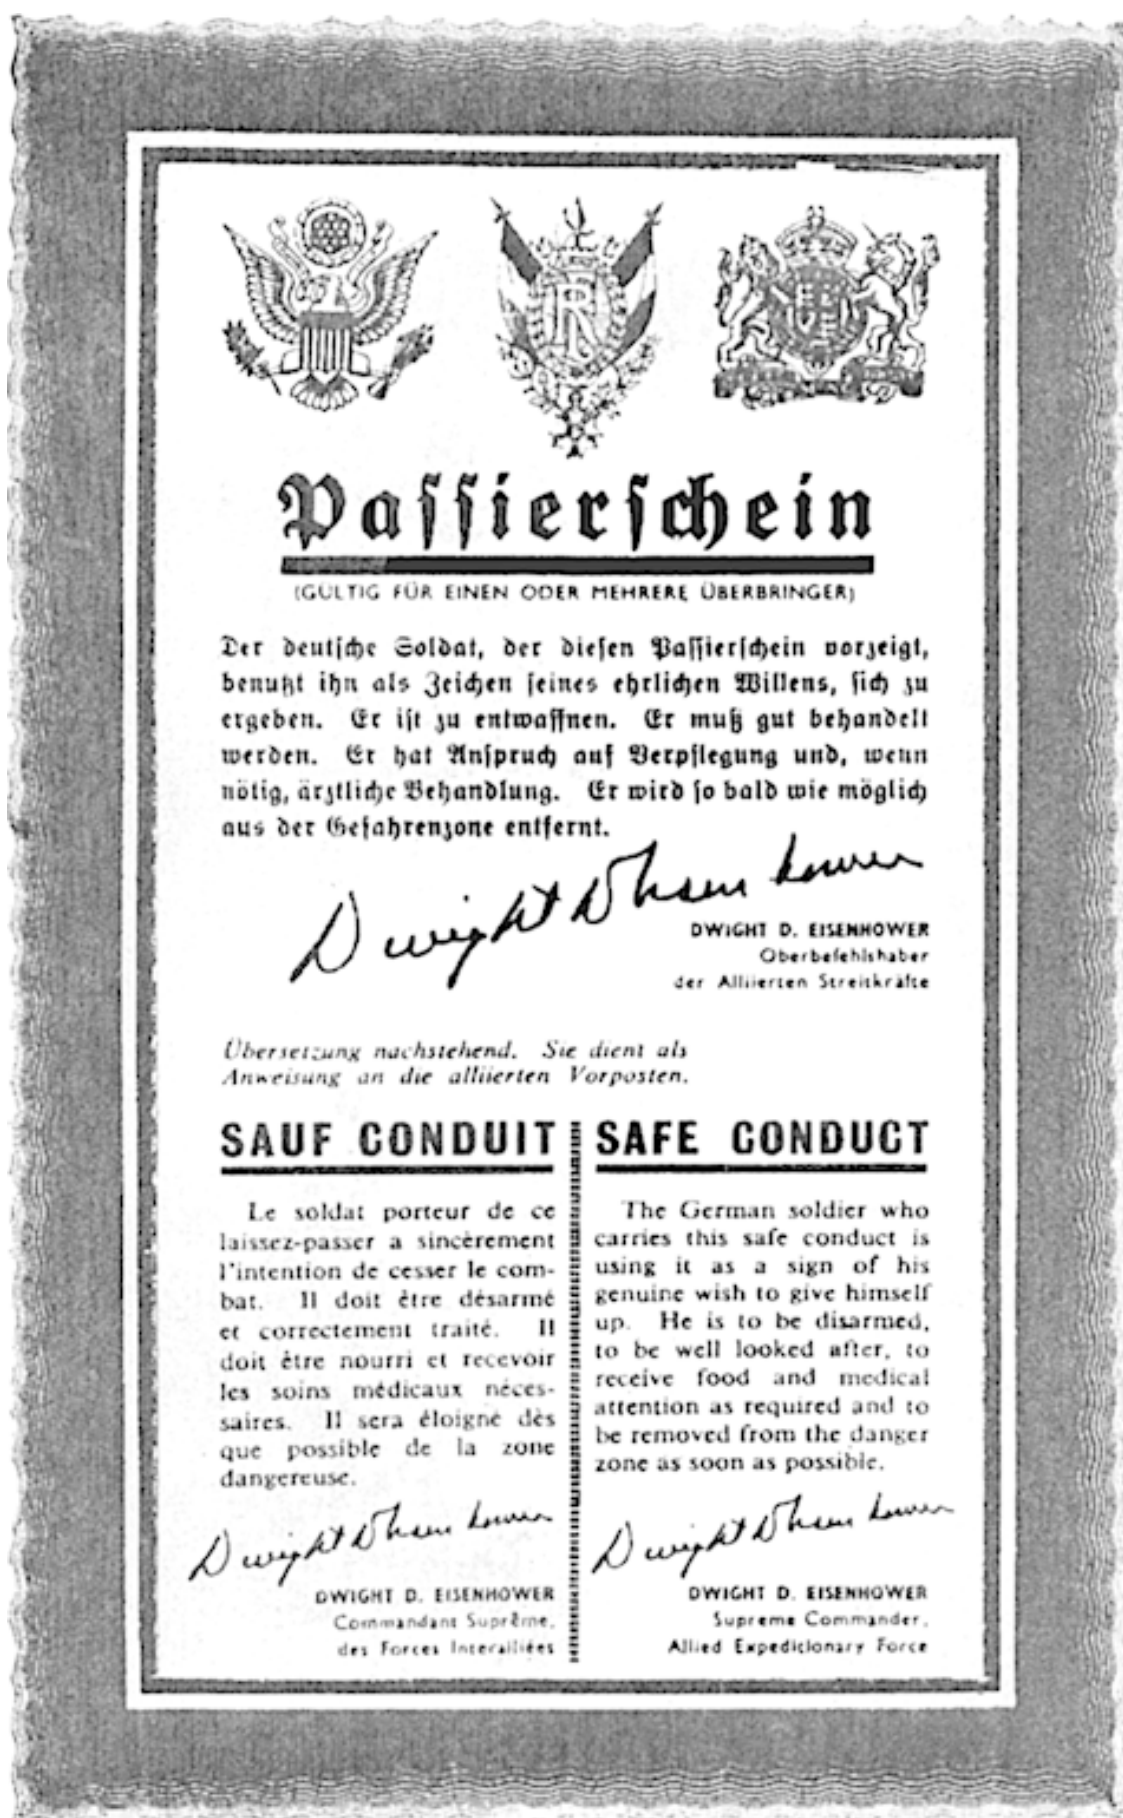 Passierschein
(GÜLTIG FÜR EINEN ODER MEHRERE ÜBERBRINGER)
Der deutsche Soldat, der diesen Passierschein vorzeigt,
benutzt ihn als Zeichen seines ehrlichen Willens, sich zu
ergeben. Er ist zu entwaffnen. Er muß gut behandelt
werden. Er hat Anspruch auf Verpflegung und, wenn
nötig, ärztliche Behandlung. Er wird so bald wie möglich
aus der Gefahrenzone entfernt.
Dwight D Eisenhower
DWIGHT D. EISENHOWER
Oberbefehlshaber
der Alliierten Streitkräfte
Übersetzung nachstehend. Sie dient als
Anweisung an die alliierten Vorposten.
SAUF CONDUIT
Le soldat porteur de ce
laissez-passer a sincèrement
l'intention de cesser le com-
bat. Il doit être désarmé
et correctement traité. Il
doit être nourri et recevoir
les soins médicaux néces-
saires. Il sera éloigné dès
que possible de la zone
dangereuse.
Dwight D Eisenhower
DWIGHT D. EISENHOWER
Commandant Suprême,
des Forces Interalliées
SAFE CONDUCT
The German soldier who
carries this safe conduct is
using it as a sign of his
genuine wish to give himself
up. He is to be disarmed,
to be well looked after, to
receive food and medical
attention as required and to
be removed from the danger
zone as soon as possible.
Dwight D Eisenhower
DWIGHT D. EISENHOWER
Supreme Commander,
Allied Expeditionary Force